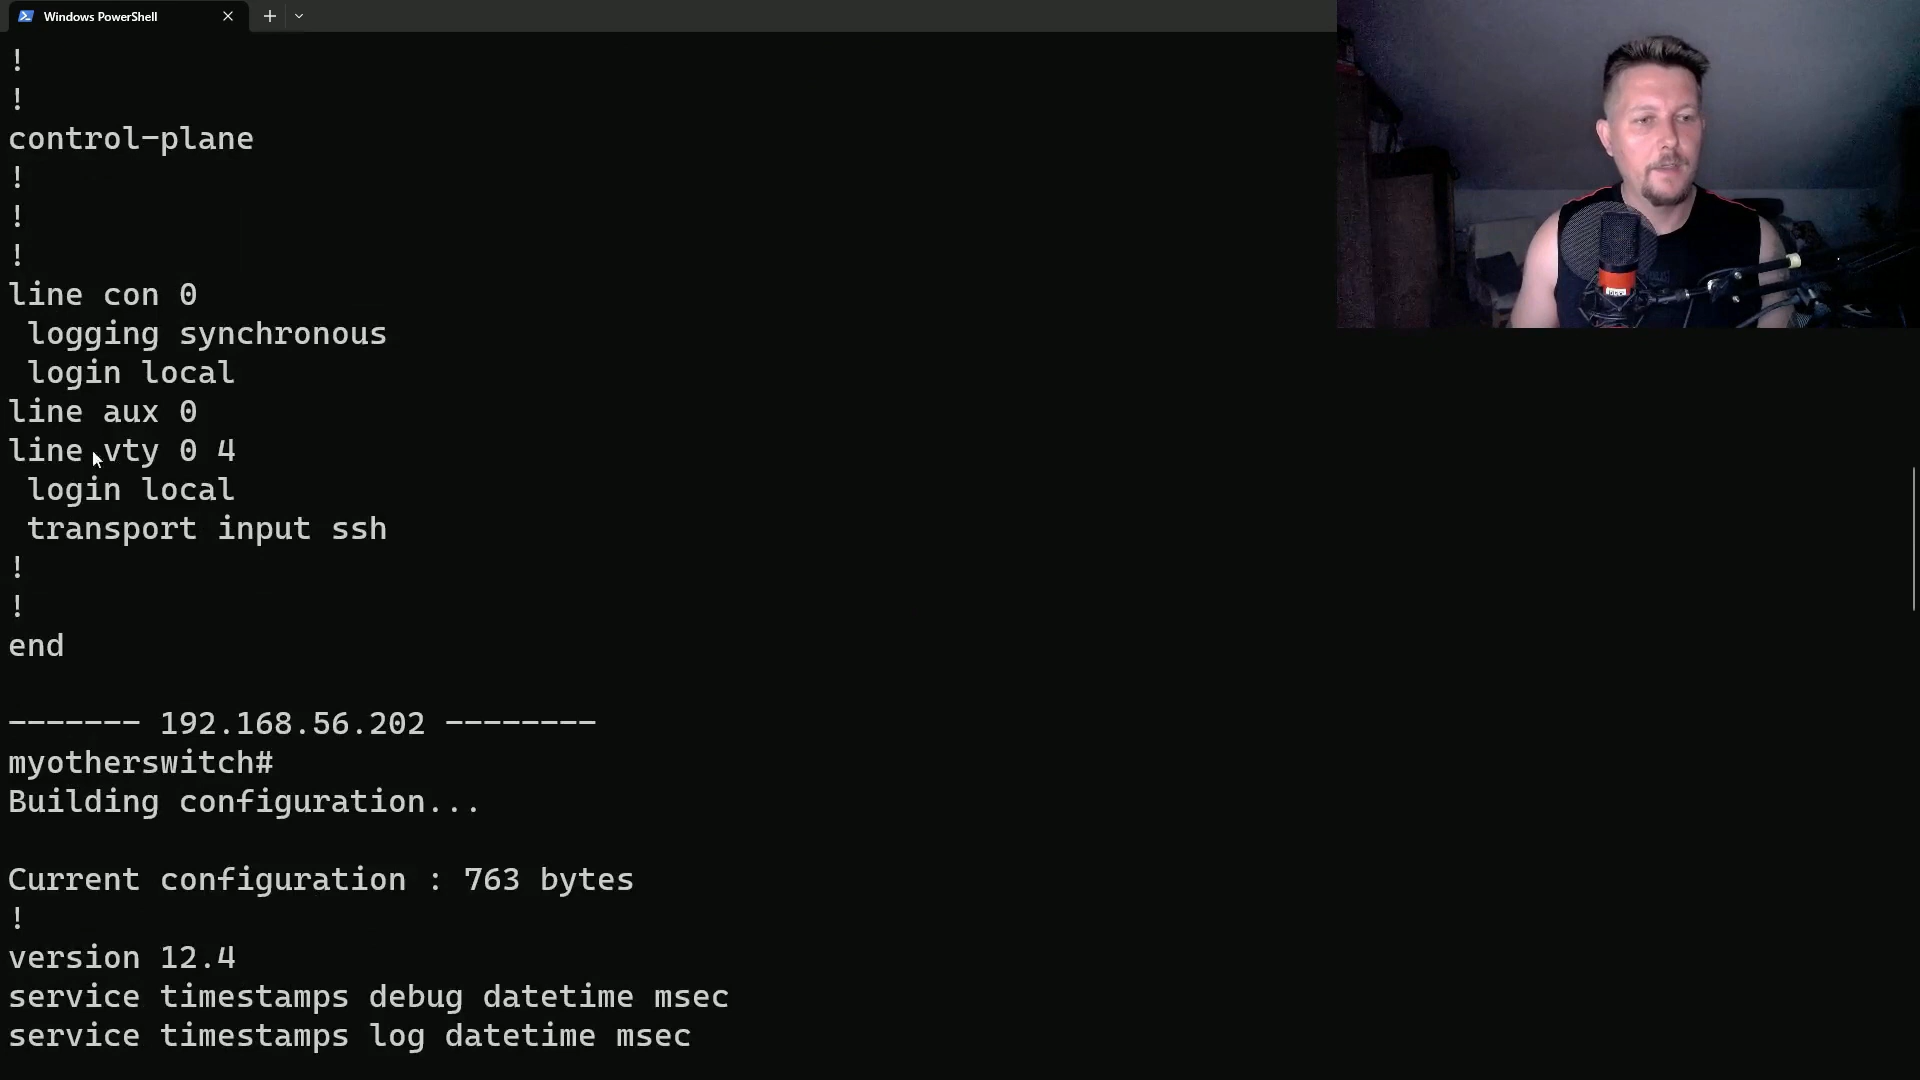 Windows PowerShell
!
!
control-plane
!
!
!
line con 0
 logging synchronous
 login local
line aux 0
line vty 0 4
 login local
 transport input ssh
!
!
end
------- 192.168.56.202 --------
myotherswitch#
Building configuration...
Current configuration : 763 bytes
!
version 12.4
service timestamps debug datetime msec
service timestamps log datetime msec